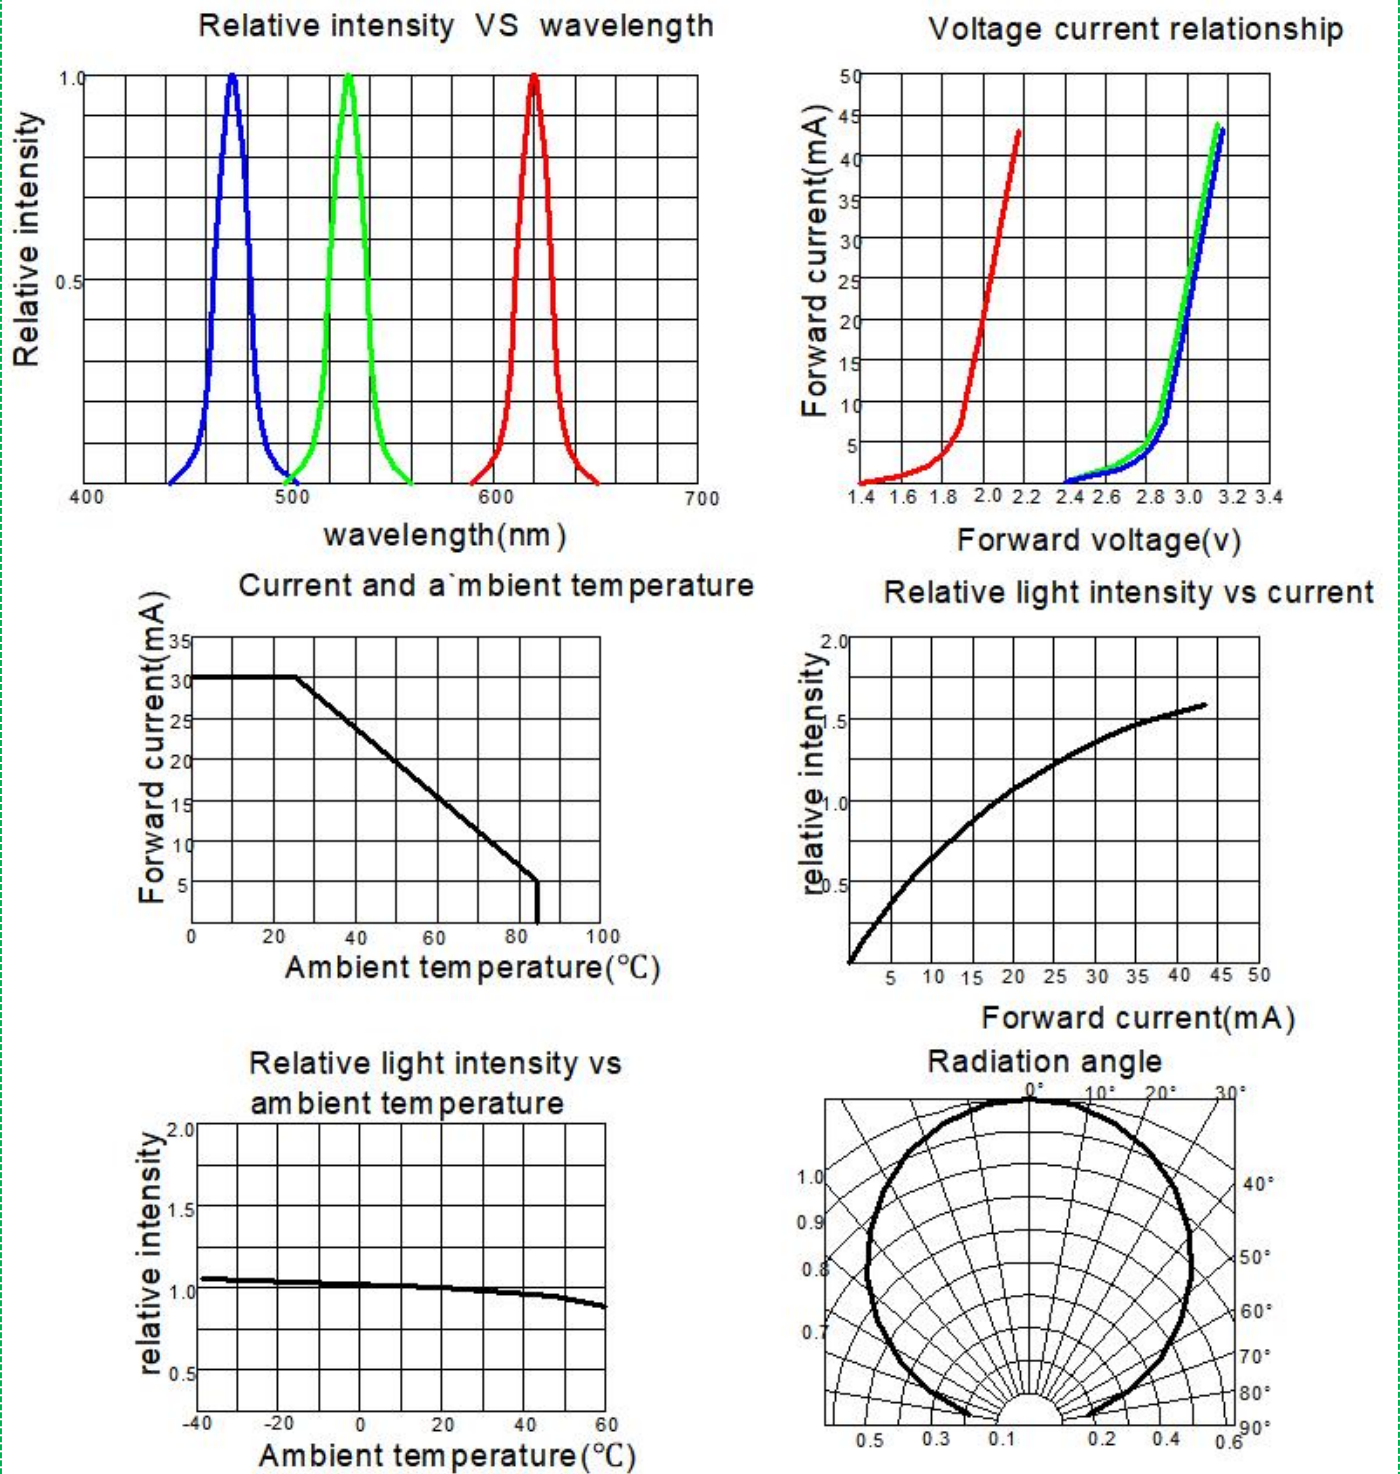 Relative intensity VS wavelength
Relative intensity
1.0
0.5
400 500 600 700
wavelength(nm)
Voltage current relationship
Forward current(mA)
50
45
40
35
30
25
20
15
10
5
1.4 1.6 1.8 2.0 2.2 2.4 2.6 2.8 3.0 3.2 3.4
Forward voltage(v)
Current and a`mbient temperature
Forward current(mA)
35
30
25
20
15
10
5
0 20 40 60 80 100
Ambient temperature(℃)
Relative light intensity vs current
relative intensity
2.0
1.5
1.0
0.5
5 10 15 20 25 30 35 40 45 50
Forward current(mA)
Relative light intensity vs
ambient temperature
relative intensity
2.0
1.5
1.0
0.5
-40 -20 0 20 40 60
Ambient temperature(℃)
Radiation angle
0° 10° 20° 30°
1.0 40°
0.9
0.8 50°
60°
0.7
70°
80°
90°
0.5 0.3 0.1 0.2 0.4 0.6